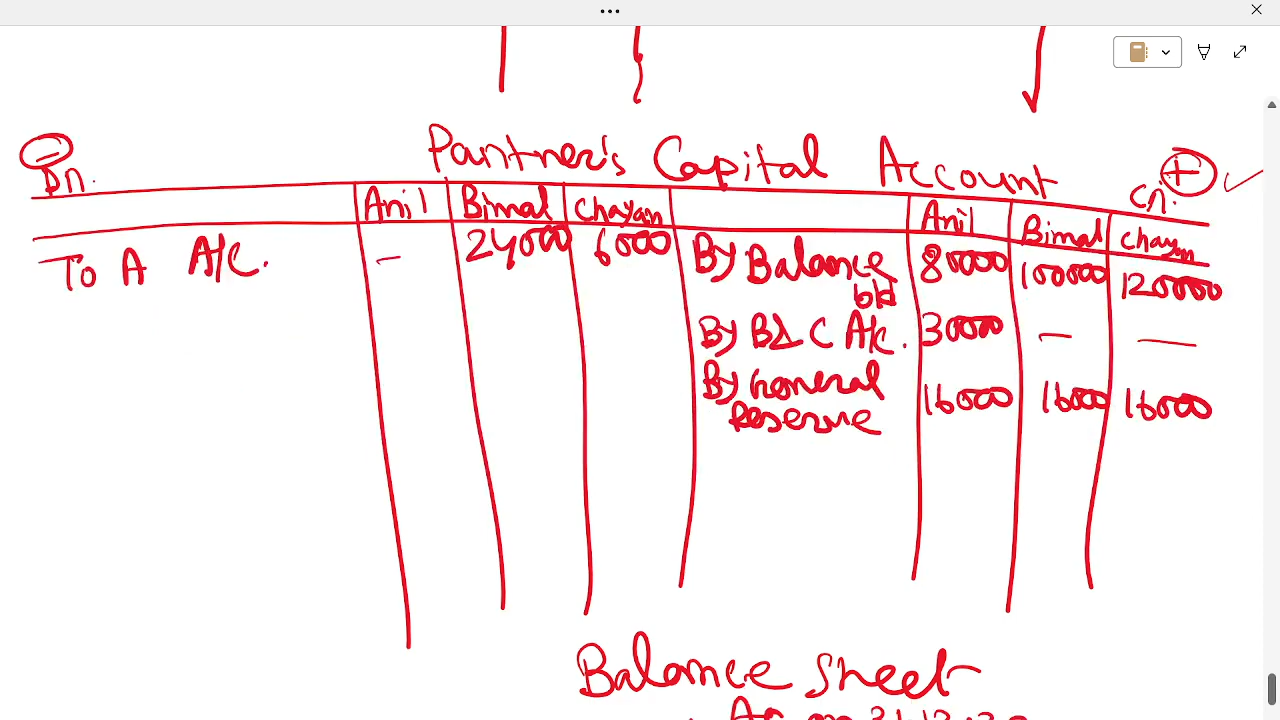 Partner's Capital Account
Dr. Cr.
Anil Bimal Chayan Anil Bimal Chayan
To A A/c. - 24000 6000 By Balance b/d 80000 100000 120000
By B & C A/c. 30000 — —
By General Reserve 16000 16000 16000
Balance Sheet